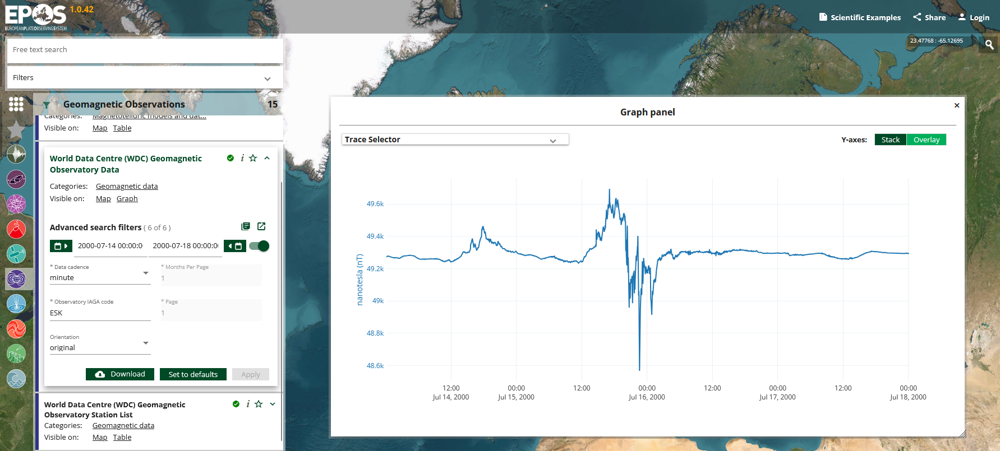 EPOS 1.0.42
EUROPEANPLATEOBSERVINGSYSTEM
Scientific Examples
Share
Login
23.47768 : -65.12695
Free text search
Filters
Geomagnetic Observations 15
Categories: Magnetotelluric models and dat...
Visible on: Map Table
World Data Centre (WDC) Geomagnetic
Observatory Data
Categories: Geomagnetic data
Visible on: Map Graph
Advanced search filters ( 6 of 6 )
2000-07-14 00:00:0 2000-07-18 00:00:0
* Data cadence
minute
* Months Per Page
1
* Observatory IAGA code
ESK
* Page
1
Orientation
original
Download
Set to defaults
Apply
World Data Centre (WDC) Geomagnetic
Observatory Station List
Categories: Geomagnetic data
Visible on: Map Table
Graph panel
×
Trace Selector
Y-axes: Stack Overlay
nanotesla (nT)
49.6k
49.4k
49.2k
49k
48.8k
48.6k
12:00 00:00 12:00 00:00 12:00 00:00 12:00 00:00
Jul 14, 2000 Jul 15, 2000 Jul 16, 2000 Jul 17, 2000 Jul 18, 2000